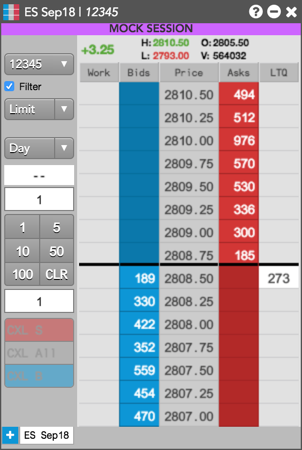 ES Sep18 | 12345
MOCK SESSION
+3.25 H: 2810.50 O: 2805.50
L: 2793.00 V: 564032
12345
Filter
Limit
Day
--
1
1 5
10 50
100 CLR
1
CXL S
CXL All
Work Bids Price Asks LTQ
2810.50 494
2810.25 512
2810.00 976
2809.75 570
2809.50 530
2809.25 336
2809.00 300
2808.75 185
189 2808.50 273
330 2808.25
422 2808.00
352 2807.75
559 2807.50
454 2807.25
470 2807.00
+ ES Sep18